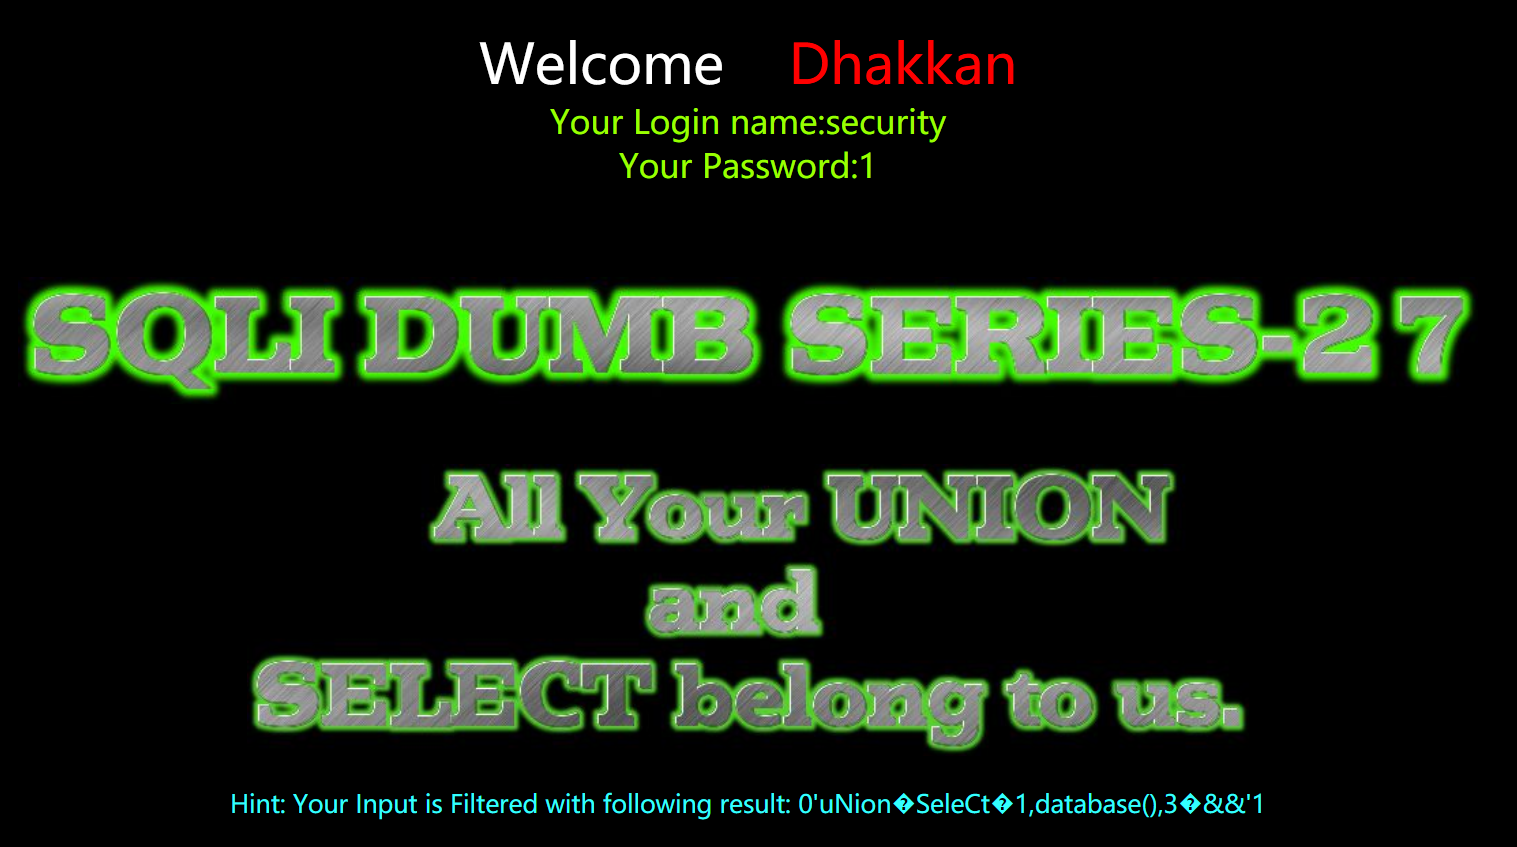 Welcome Dhakkan
Your Login name:security
Your Password:1
SQLI DUMB SERIES-27
All Your UNION
and
SELECT belong to us.
Hint: Your Input is Filtered with following result: 0'uNion�SeleCt�1,database(),3�&&'1